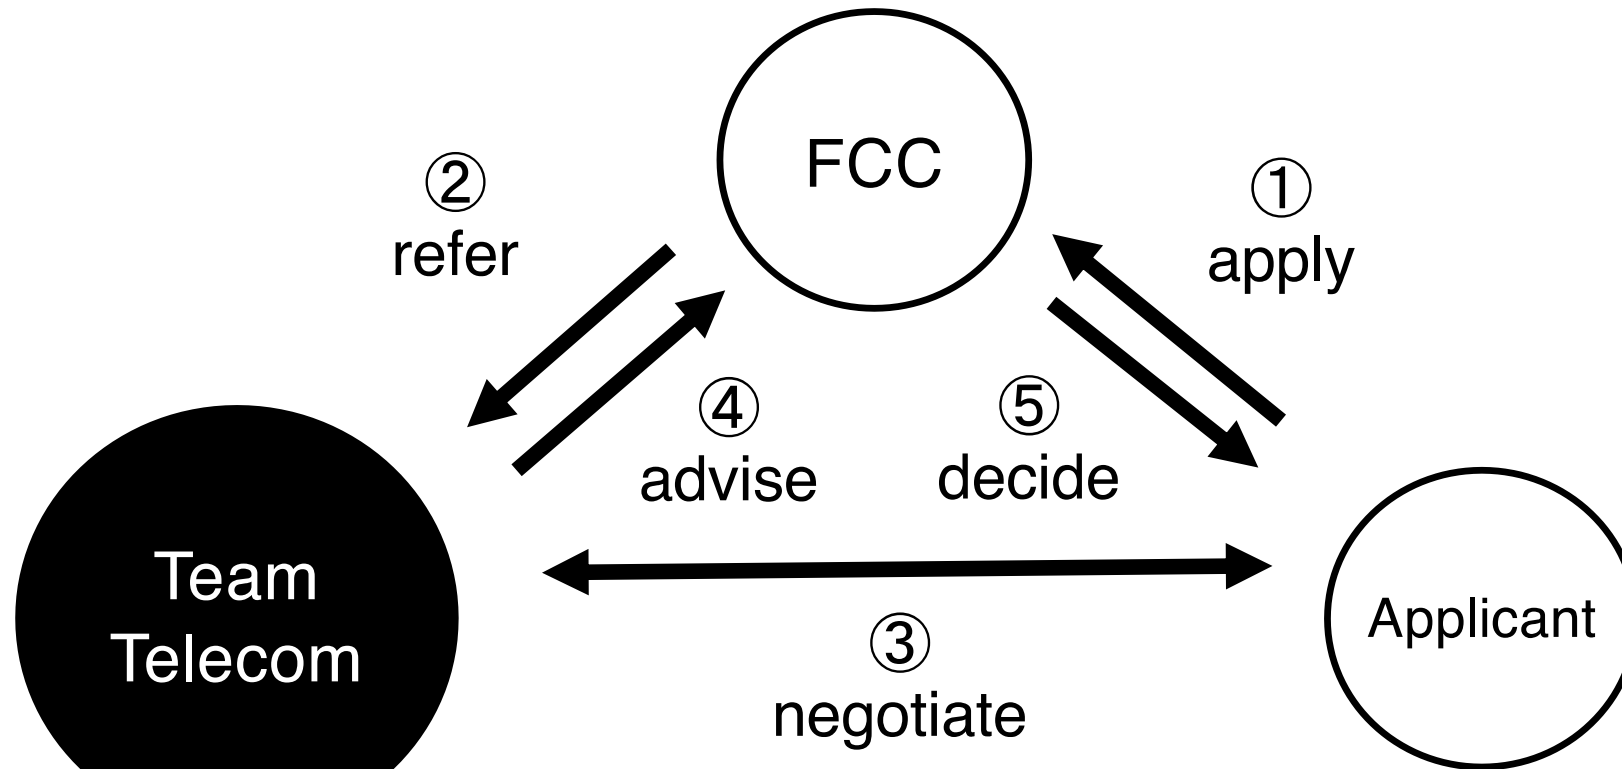 FCC
①
apply
②
refer
④
advise
⑤
decide
Team
Telecom
Applicant
③
negotiate